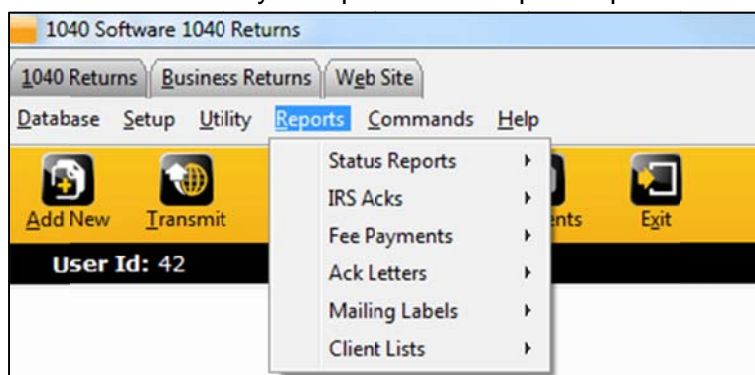 1040 Software 1040 Returns
1040 Returns Business Returns Web Site
Database Setup Utility Reports Commands Help
Status Reports
IRS Acks
Fee Payments
Ack Letters
Mailing Labels
Client Lists
Add New Transmit Exit
User Id: 42